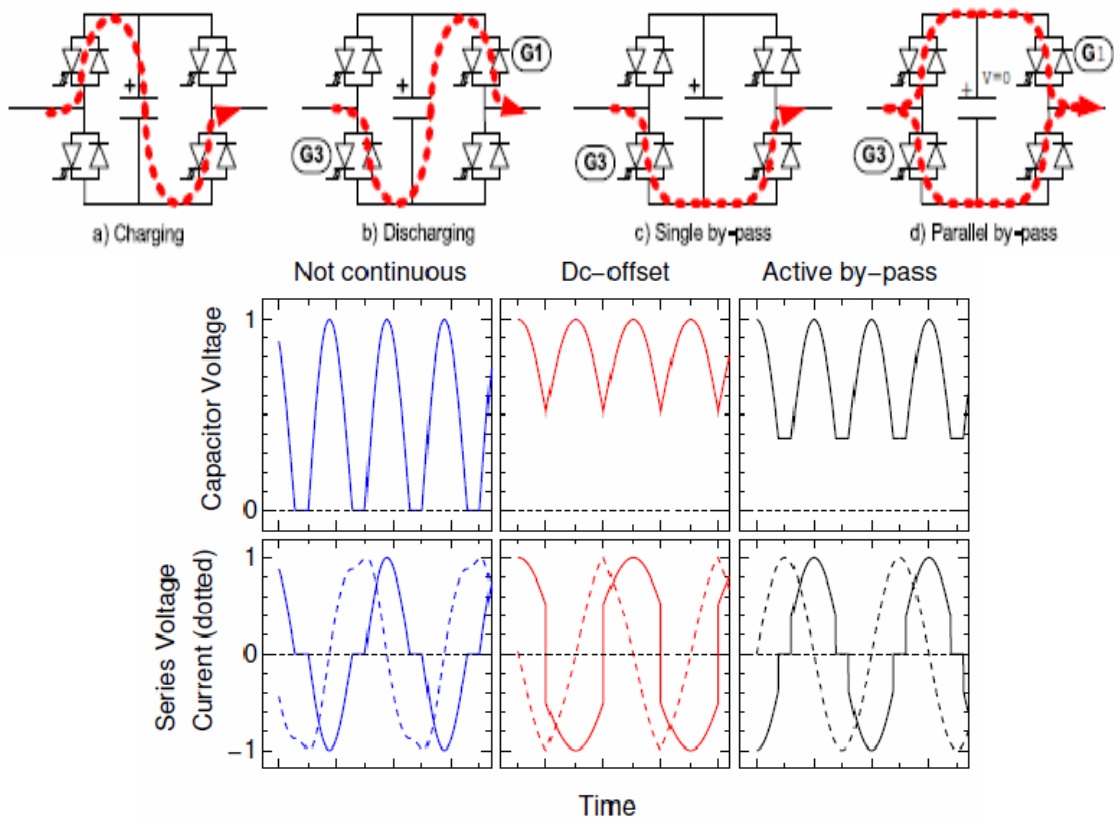 G1
V=0
G1
+
+
+
+
G3
G3
G3
a) Charging
b) Discharging
c) Single by-pass
d) Parallel by-pass
Not continuous
Dc-offset
Active by-pass
Capacitor Voltage
1
0
Series Voltage
Current (dotted)
1
0
-1
Time